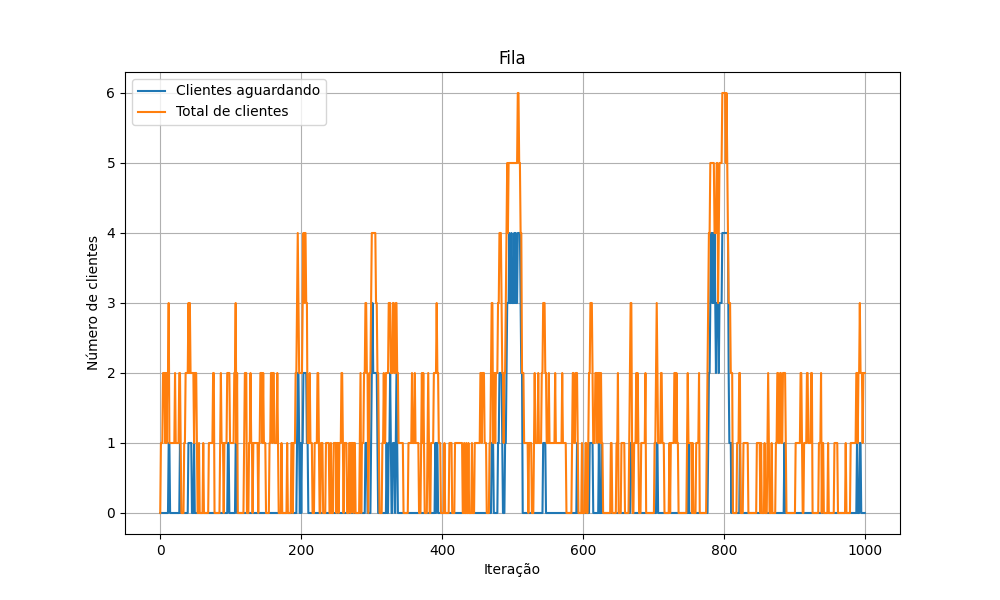 Fila
Clientes aguardando
Total de clientes
Número de clientes
6
5
4
3
2
1
0
0 200 400 600 800 1000
Iteração